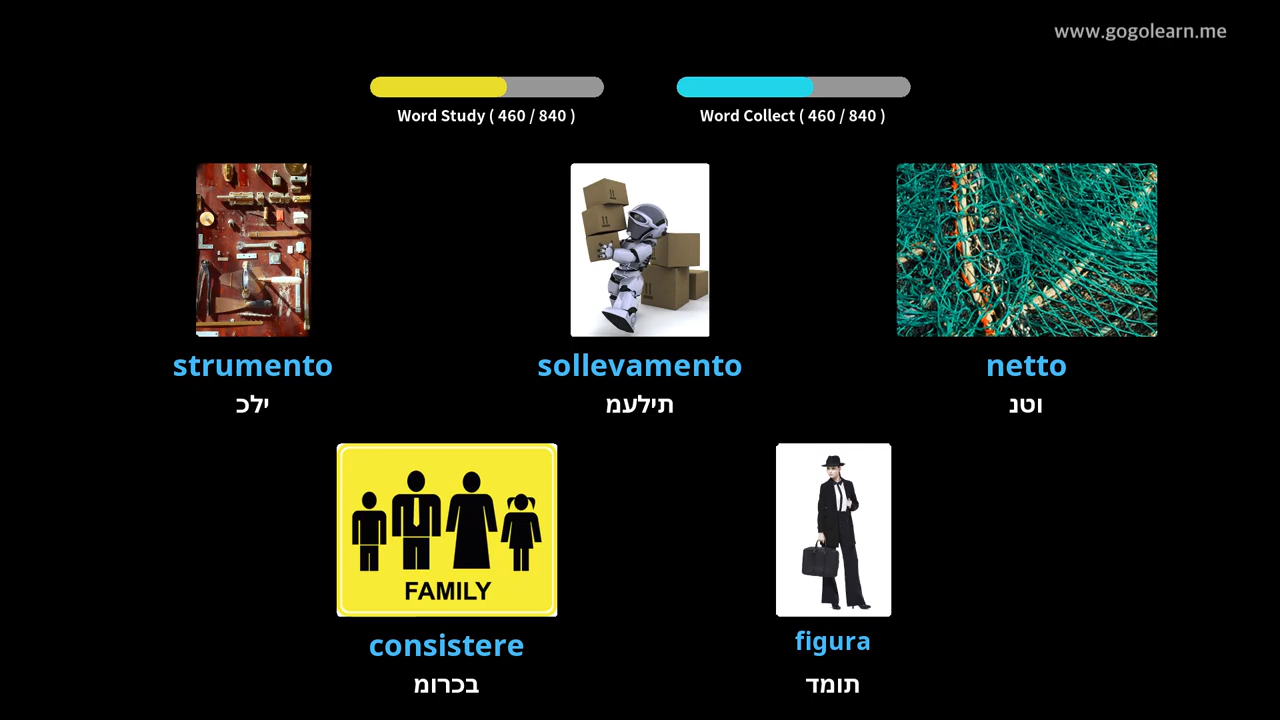 www.gogolearn.me
Word Study ( 460 / 840 )
Word Collect ( 460 / 840 )
strumento
ילכ
sollevamento
תילעמ
netto
וטנ
FAMILY
consistere
בכרומ
figura
תומד